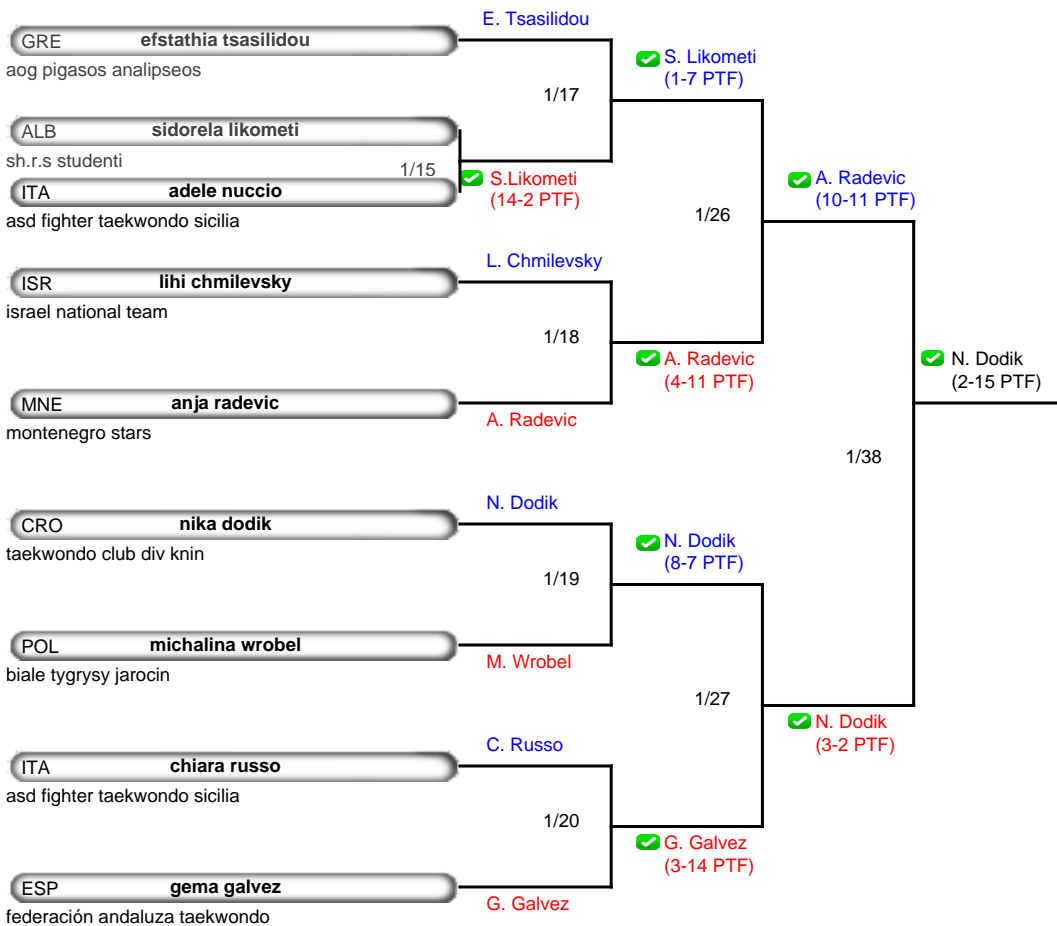 E. Tsasilidou
GRE efstathia tsasilidou
aog pigasos analipseos
S. Likometi
(1-7 PTF)
1/17
ALB sidorela likometi
sh.r.s studenti
1/15
S.Likometi
(14-2 PTF)
ITA adele nuccio
asd fighter taekwondo sicilia
A. Radevic
(10-11 PTF)
1/26
L. Chmilevsky
ISR lihi chmilevsky
israel national team
1/18
A. Radevic
(4-11 PTF)
MNE anja radevic
montenegro stars
A. Radevic
N. Dodik
(2-15 PTF)
1/38
N. Dodik
CRO nika dodik
taekwondo club div knin
N. Dodik
(8-7 PTF)
1/19
POL michalina wrobel
biale tygrysy jarocin
M. Wrobel
1/27
N. Dodik
(3-2 PTF)
C. Russo
ITA chiara russo
asd fighter taekwondo sicilia
1/20
G. Galvez
(3-14 PTF)
ESP gema galvez
federación andaluza taekwondo
G. Galvez